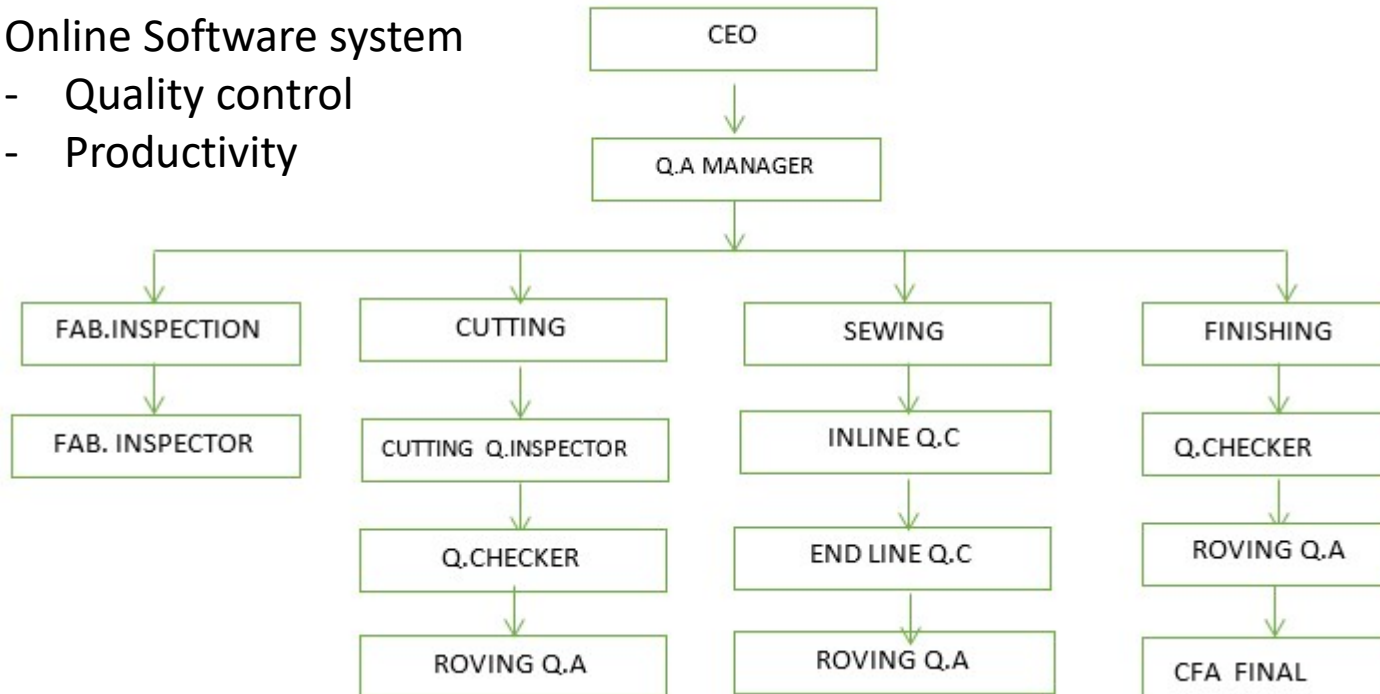 Online Software system
- Quality control
- Productivity
CEO
Q.A MANAGER
FAB.INSPECTION
CUTTING
SEWING
FINISHING
FAB. INSPECTOR
CUTTING Q.INSPECTOR
INLINE Q.C
Q.CHECKER
Q.CHECKER
END LINE Q.C
ROVING Q.A
ROVING Q.A
ROVING Q.A
CFA FINAL